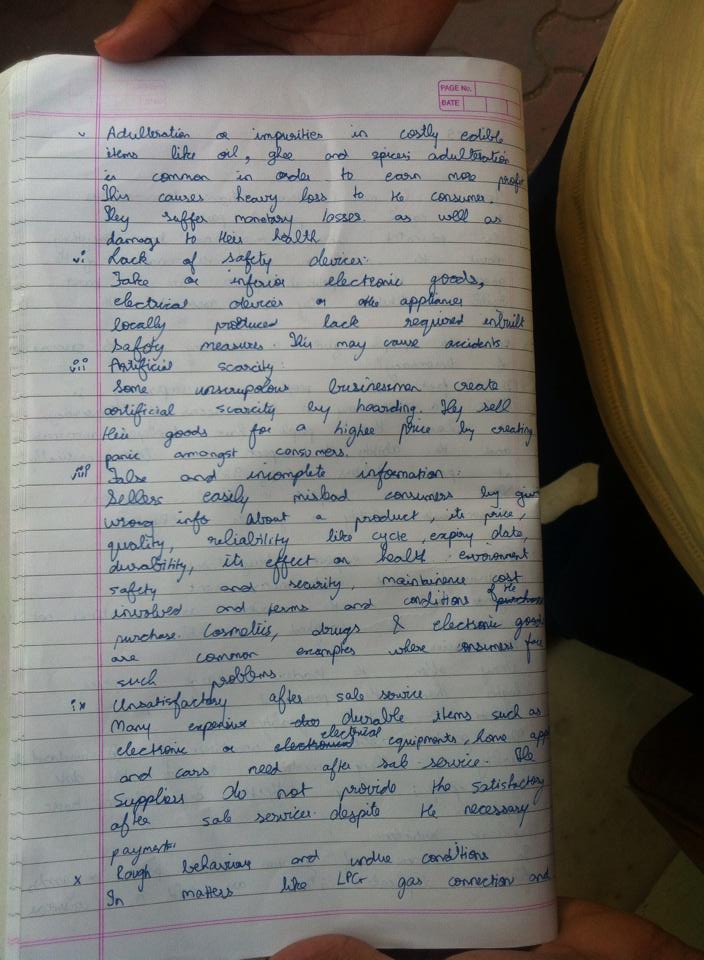 PAGE No.
DATE
v Adulteration or impurities in costly edible
items like oil, ghee and spices; adulteration
is common in order to earn more profit
This causes heavy loss to the consumer.
They suffer monetary losses as well as
damage to their health
vi Lack of safety devices:
Fake or inferior electronic goods,
electrical devices or other appliances
locally produced lack required inbuilt
safety measures. This may cause accidents
vii Artificial scarcity:
Some unscrupolous businessman create
artificial scarcity by hoarding. They sell
their goods for a higher price by creating
panic amongst consumers.
viii False and incomplete information:
Sellers easily mislead consumers by
wrong info about a product, its price,
quality, reliability like cycle, expiry date,
durability, its effect on health environment
safety and security, maintainence cost
involved and terms and conditions of the
purchase. Cosmetics, drugs & electronic goods
are common examples where consumers face
such problems
ix Unsatisfactory after sale service
Many expensive durable items such as
electronic or electrical equipments, home app
and cars need after sale service. The
Suppliers do not provide the satisfactory
after sale services despite the necessary
payment.
x Rough behaviour and undue conditions
In matters like LPG gas connection and